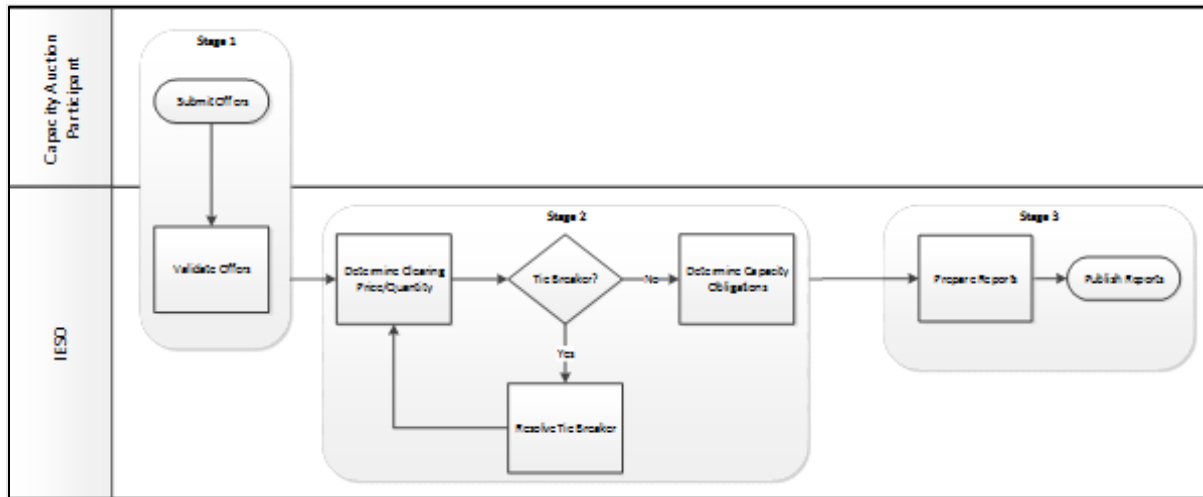 Capacity Auction
Participant
Stage 1
Submit Offers
IESO
Validate Offers
Stage 2
Determine Clearing
Price/Quantity
Tie Breaker?
No
Determine Capacity
Obligations
Yes
Resolve Tie Breaker
Stage 3
Prepare Reports
Publish Reports